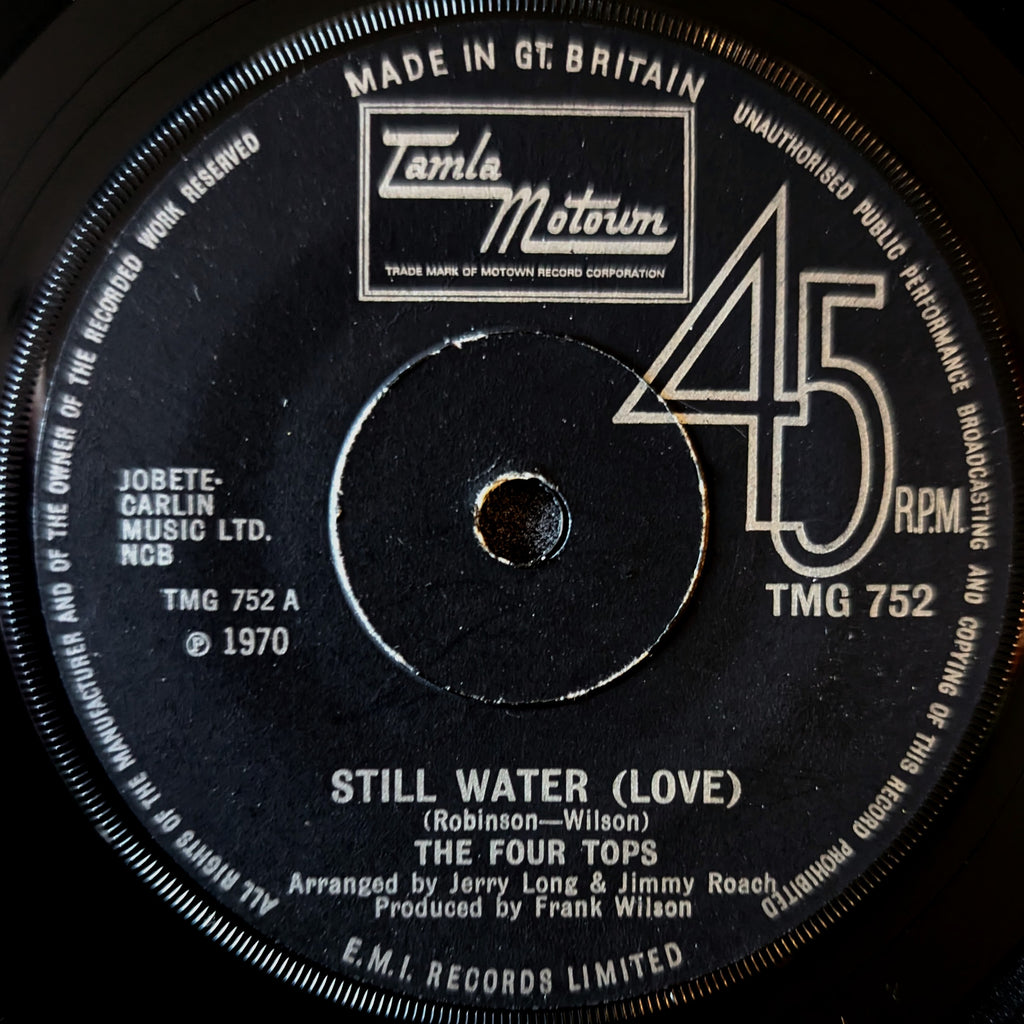 MADE IN GT. BRITAIN
Tamla
Motown
TRADE MARK OF MOTOWN RECORD CORPORATION
ALL RIGHTS OF THE MANUFACTURER AND OF THE OWNER OF THE RECORDED WORK RESERVED
UNAUTHORISED PUBLIC PERFORMANCE BROADCASTING AND COPYING OF THIS RECORD PROHIBITED
45
R.P.M.
TMG 752
JOBETE-
CARLIN
MUSIC LTD.
NCB
TMG 752 A
℗ 1970
STILL WATER (LOVE)
(Robinson—Wilson)
THE FOUR TOPS
Arranged by Jerry Long & Jimmy Roach
Produced by Frank Wilson
E.M.I. RECORDS LIMITED